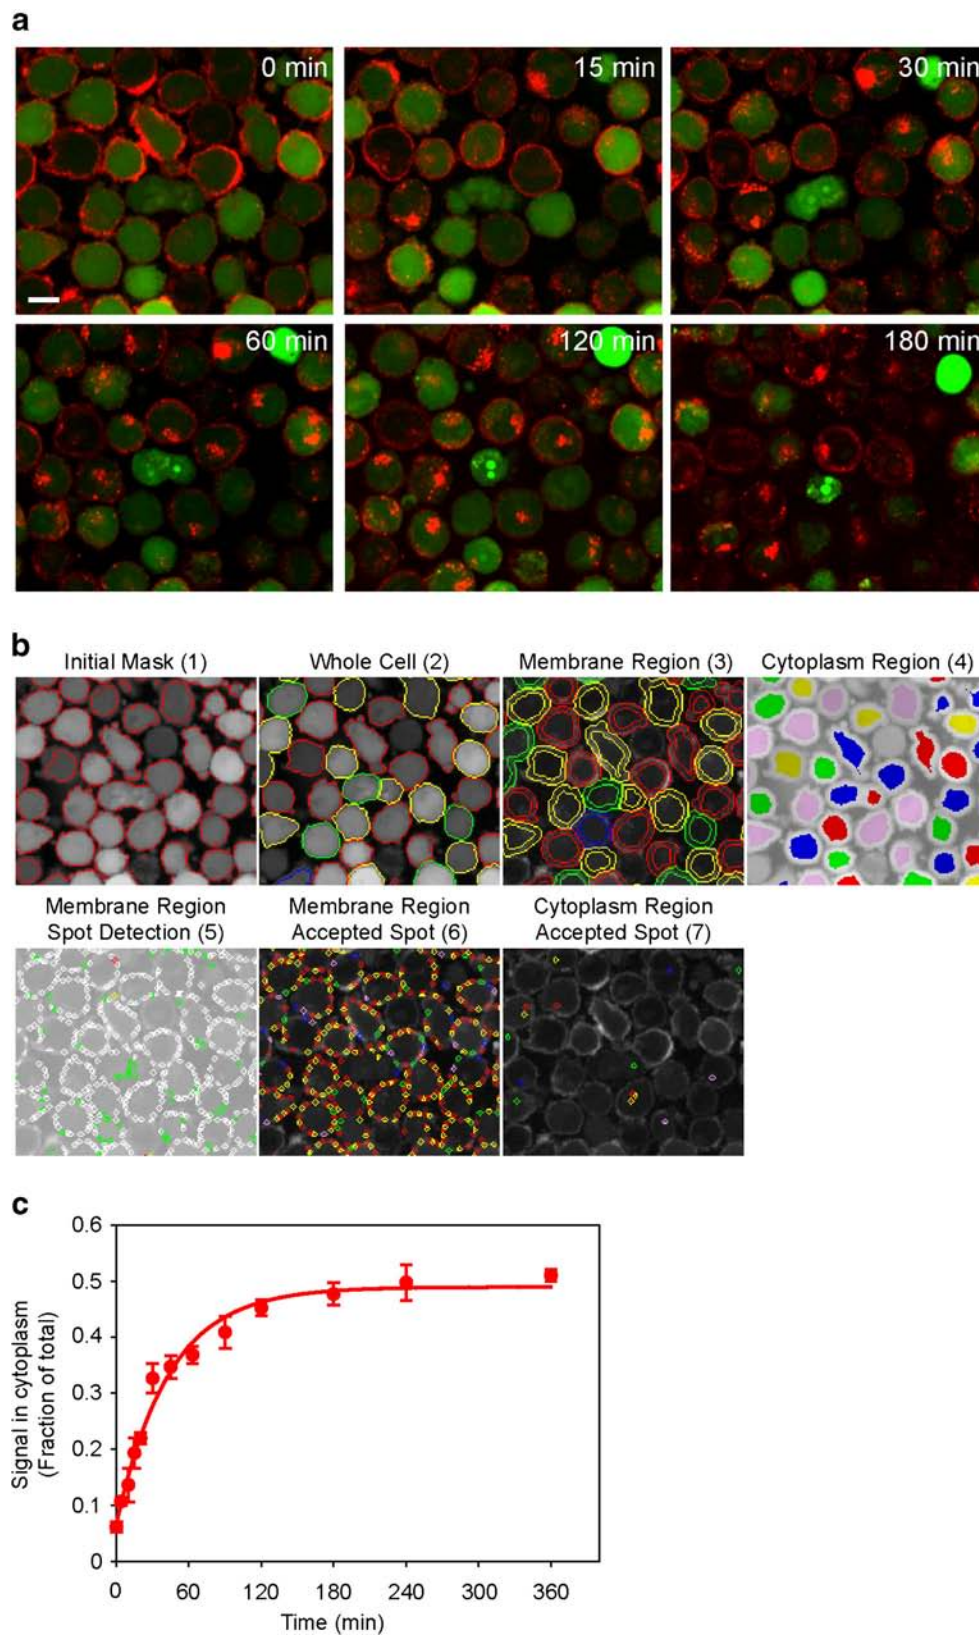 a
0 min
15 min
30 min
60 min
120 min
180 min
b
Initial Mask (1)
Whole Cell (2)
Membrane Region (3)
Cytoplasm Region (4)
Membrane Region
Spot Detection (5)
Membrane Region
Accepted Spot (6)
Cytoplasm Region
Accepted Spot (7)
c
Signal in cytoplasm
(Fraction of total)
0.6
0.5
0.4
0.3
0.2
0.1
0
0 60 120 180 240 300 360
Time (min)